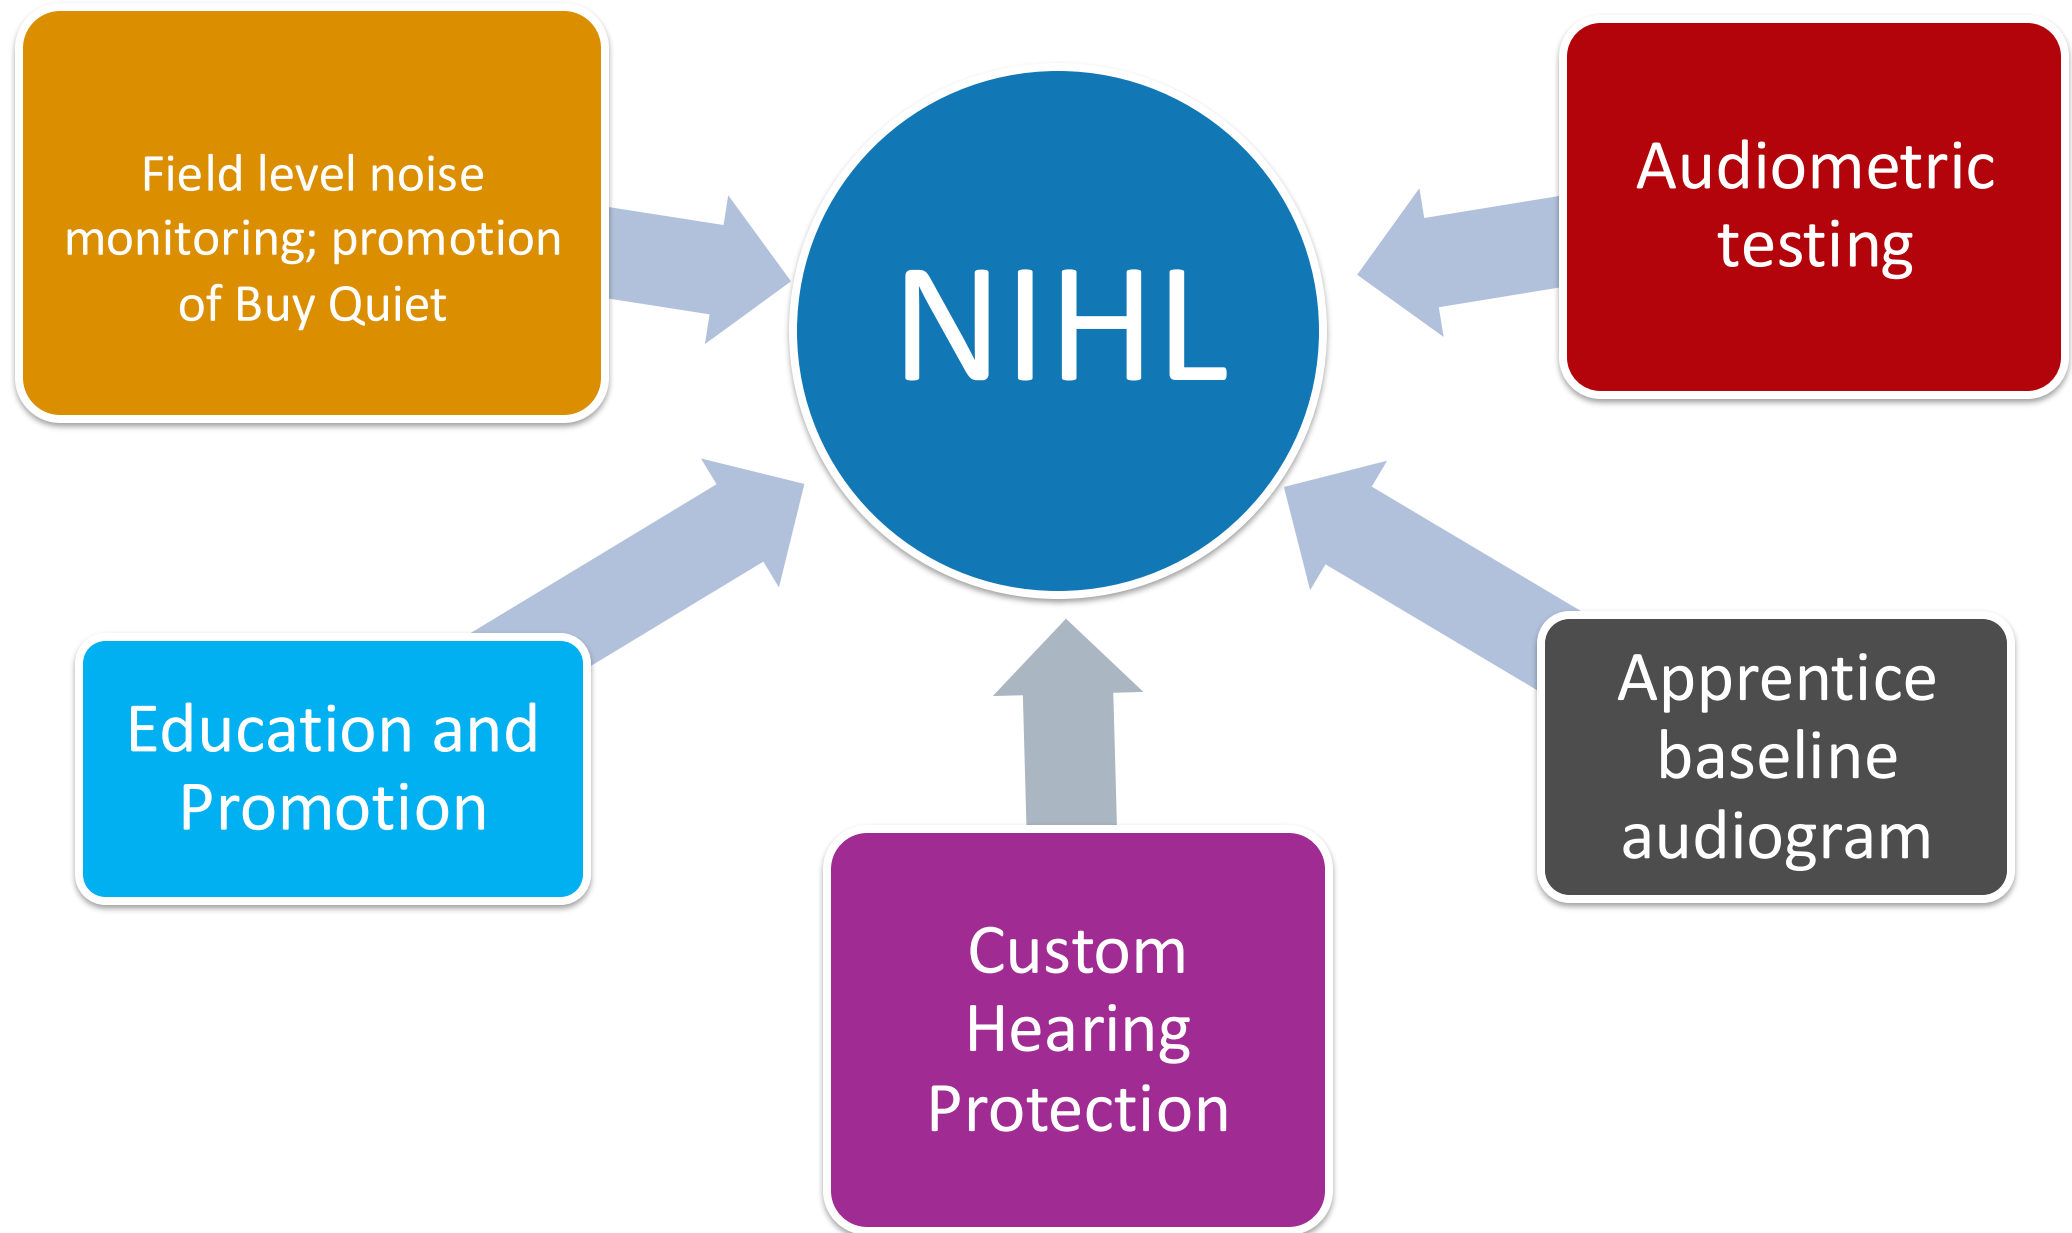 Field level noise
monitoring; promotion
of Buy Quiet
NIHL
Audiometric
testing
Education and
Promotion
Custom
Hearing
Protection
Apprentice
baseline
audiogram